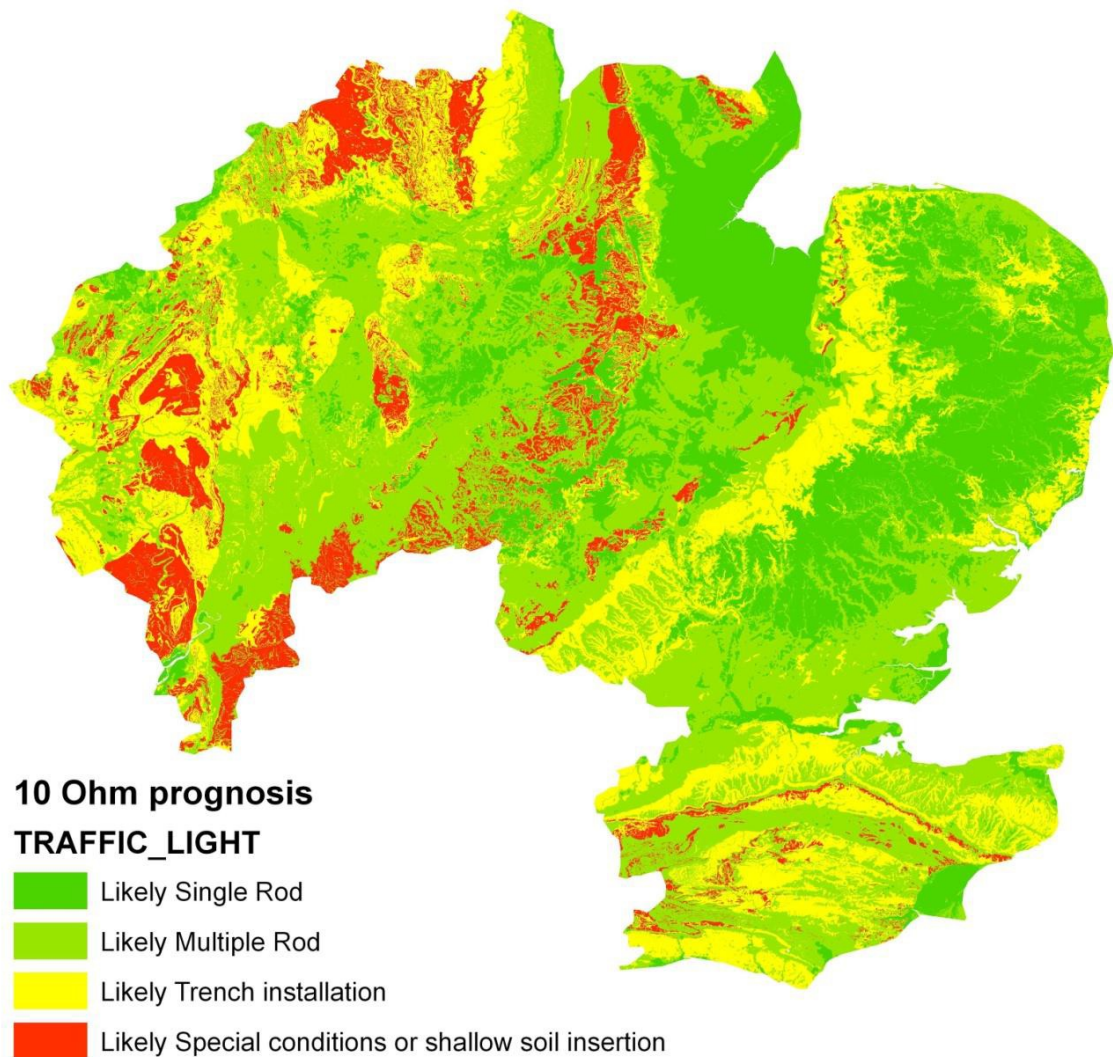 10 Ohm prognosis
TRAFFIC_LIGHT
Likely Single Rod
Likely Multiple Rod
Likely Trench installation
Likely Special conditions or shallow soil insertion